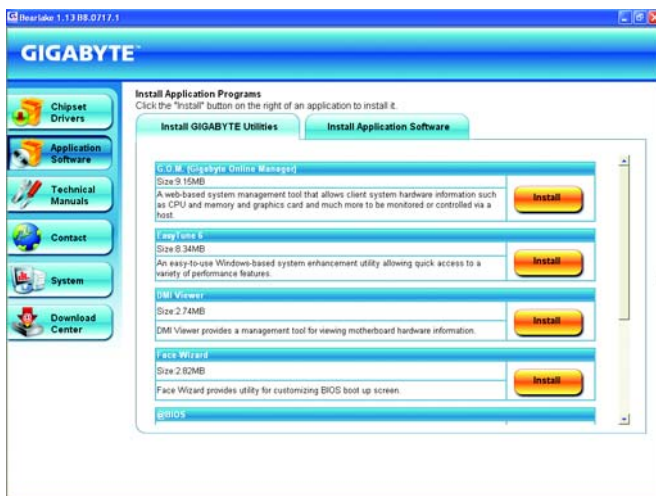 Bearlake 1.13 B8.0717.1
GIGABYTE™
Chipset
Drivers
Application
Software
Technical
Manuals
Contact
System
Download
Center
Install Application Programs
Click the "Install" button on the right of an application to install it.
Install GIGABYTE Utilities
Install Application Software
G.O.M. (Gigabyte Online Manager)
Size:9.15MB
A web-based system management tool that allows client system hardware information such
as CPU and memory and graphics card and much more to be monitored or controlled via a
host.
Install
EasyTune 6
Size:8.34MB
An easy-to-use Windows-based system enhancement utility allowing quick access to a
variety of performance features.
Install
DMI Viewer
Size:2.74MB
DMI Viewer provides a management tool for viewing motherboard hardware information.
Install
Face Wizard
Size:2.82MB
Face Wizard provides utility for customizing BIOS boot up screen.
Install
@BIOS